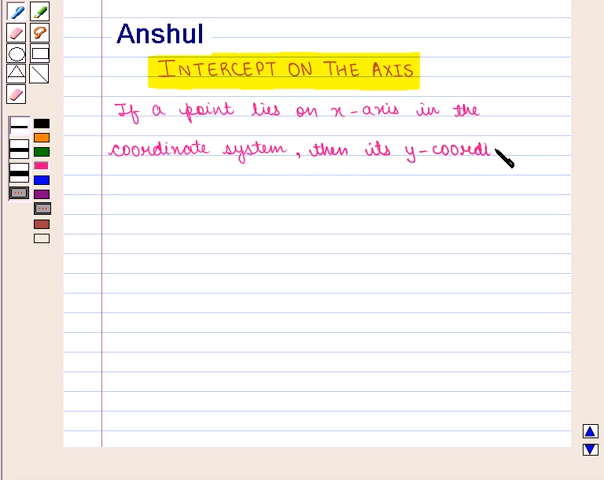 Anshul
INTERCEPT ON THE AXIS
If a point lies on x-axis in the
coordinate system, then its y-coordi